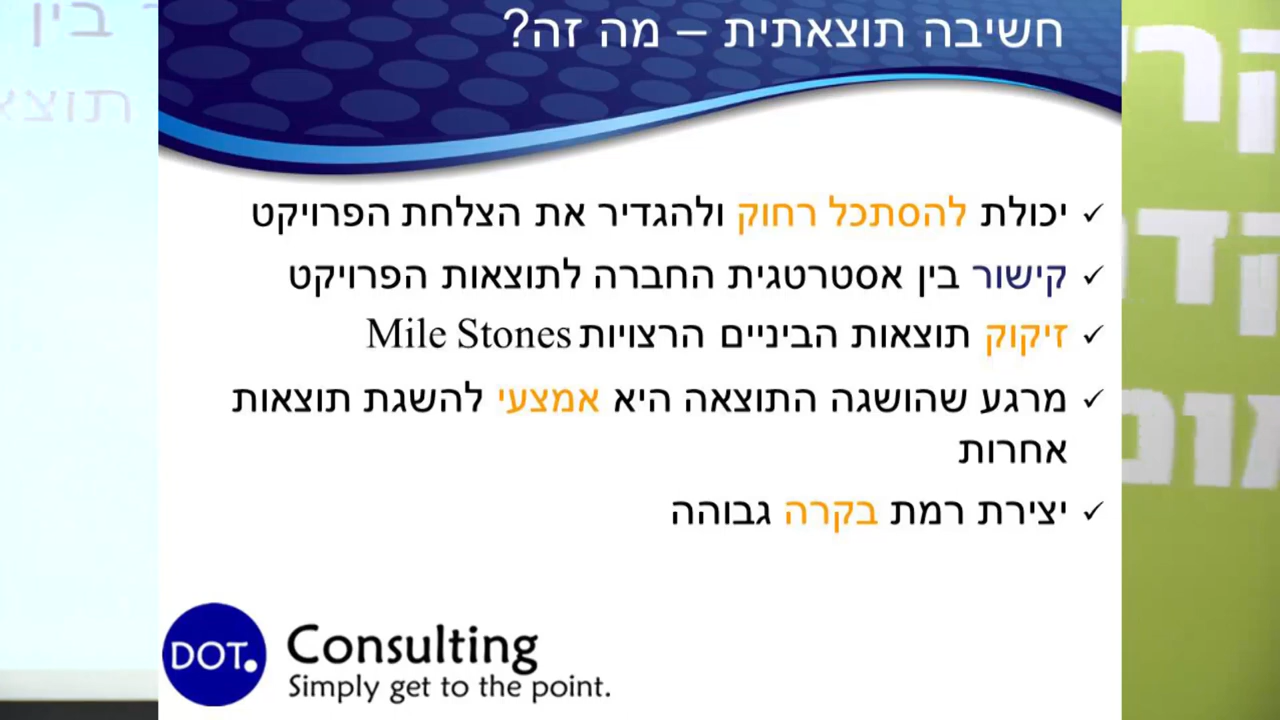 חשיבה תוצאתית – מה זה?
יכולת להסתכל רחוק ולהגדיר את הצלחת הפרויקט
קישור בין אסטרטגית החברה לתוצאות הפרויקט
זיקוק תוצאות הביניים הרצויות Mile Stones
מרגע שהושגה התוצאה היא אמצעי להשגת תוצאות
אחרות
יצירת רמת בקרה גבוהה
DOT. Consulting
Simply get to the point.
בין